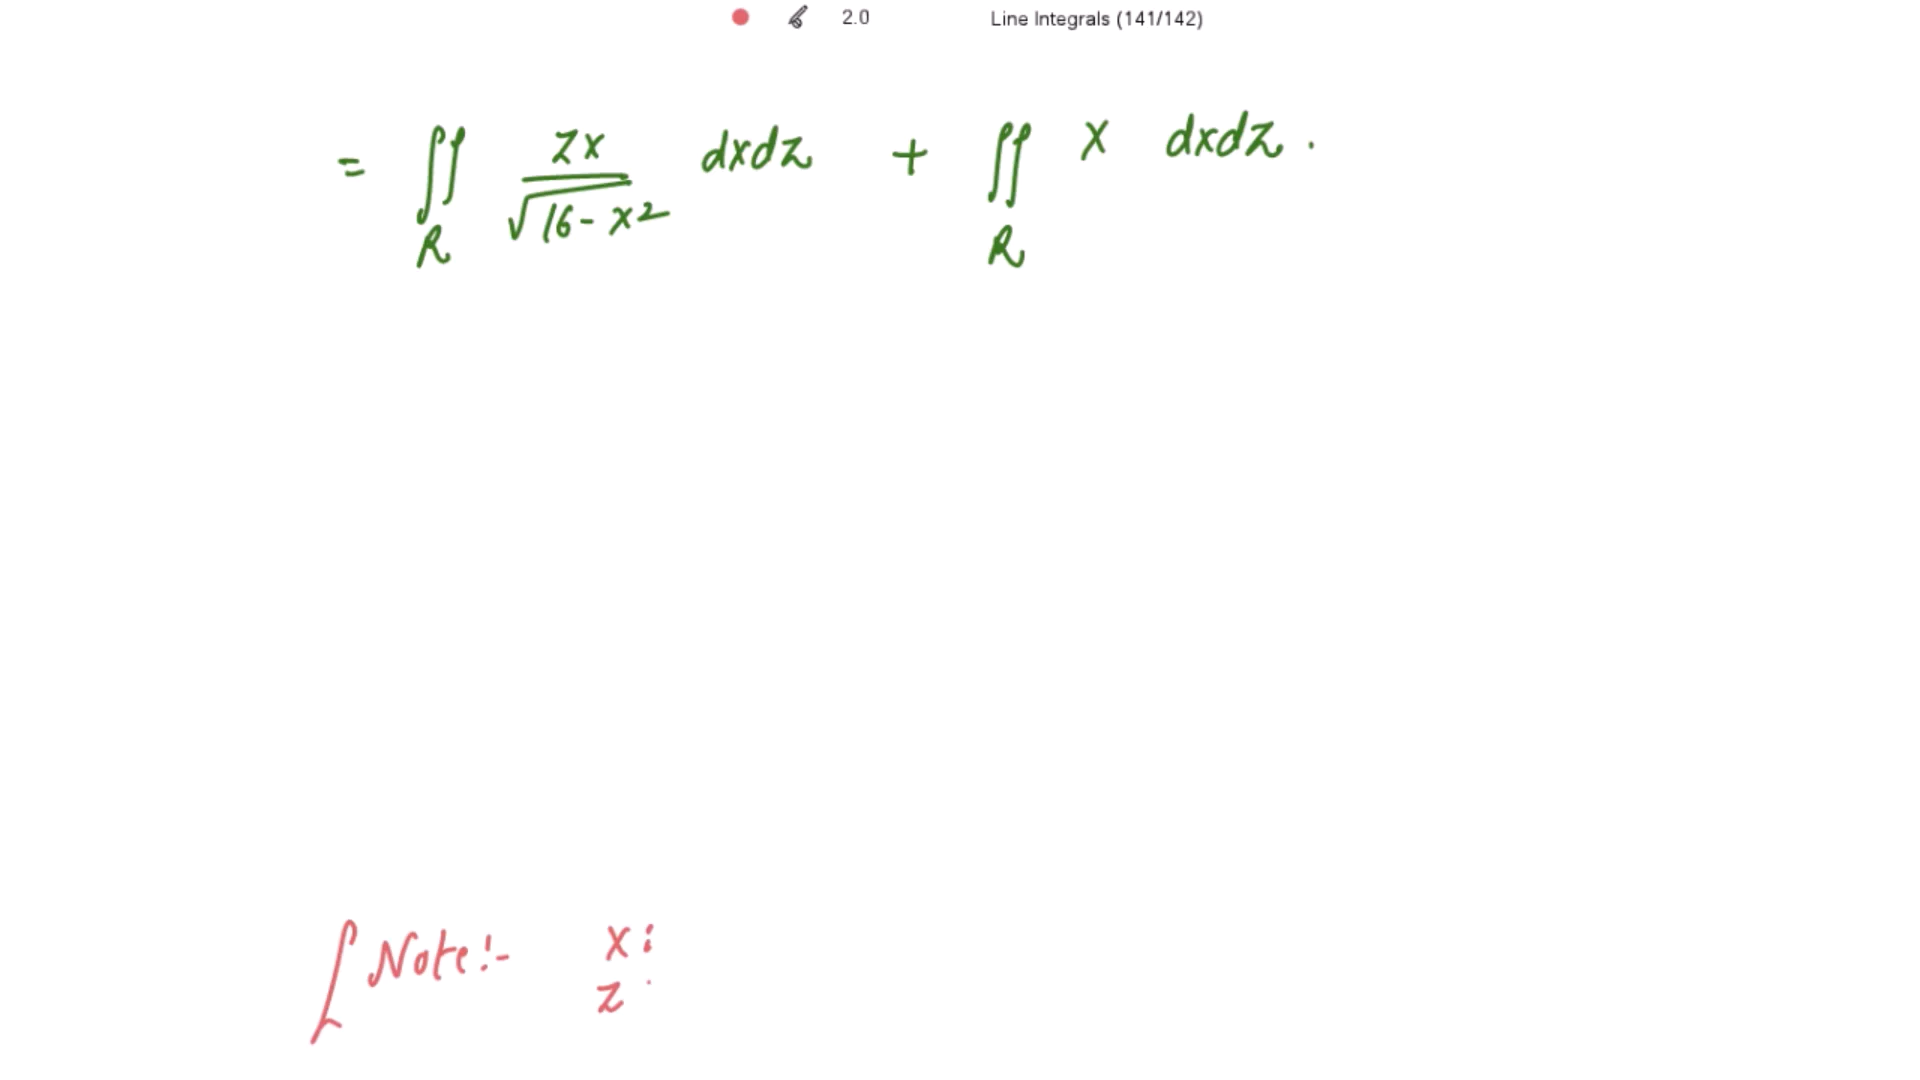 2.0 Line Integrals (141/142)
= ∬_R zx/√(16-x²) dxdz + ∬_R x dxdz.
[Note:- x:
z: